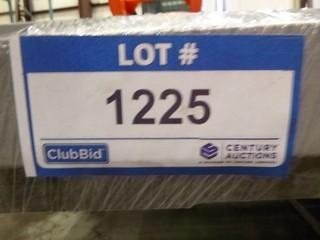 LOT #
1225
ClubBid
CENTURY
AUCTIONS